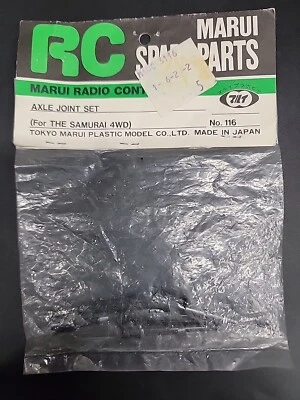 RC MARUI
SPARE PARTS
MARUI RADIO CONT
AXLE JOINT SET
(For THE SAMURAI 4WD) No. 116
TOKYO MARUI PLASTIC MODEL CO., LTD. MADE IN JAPAN